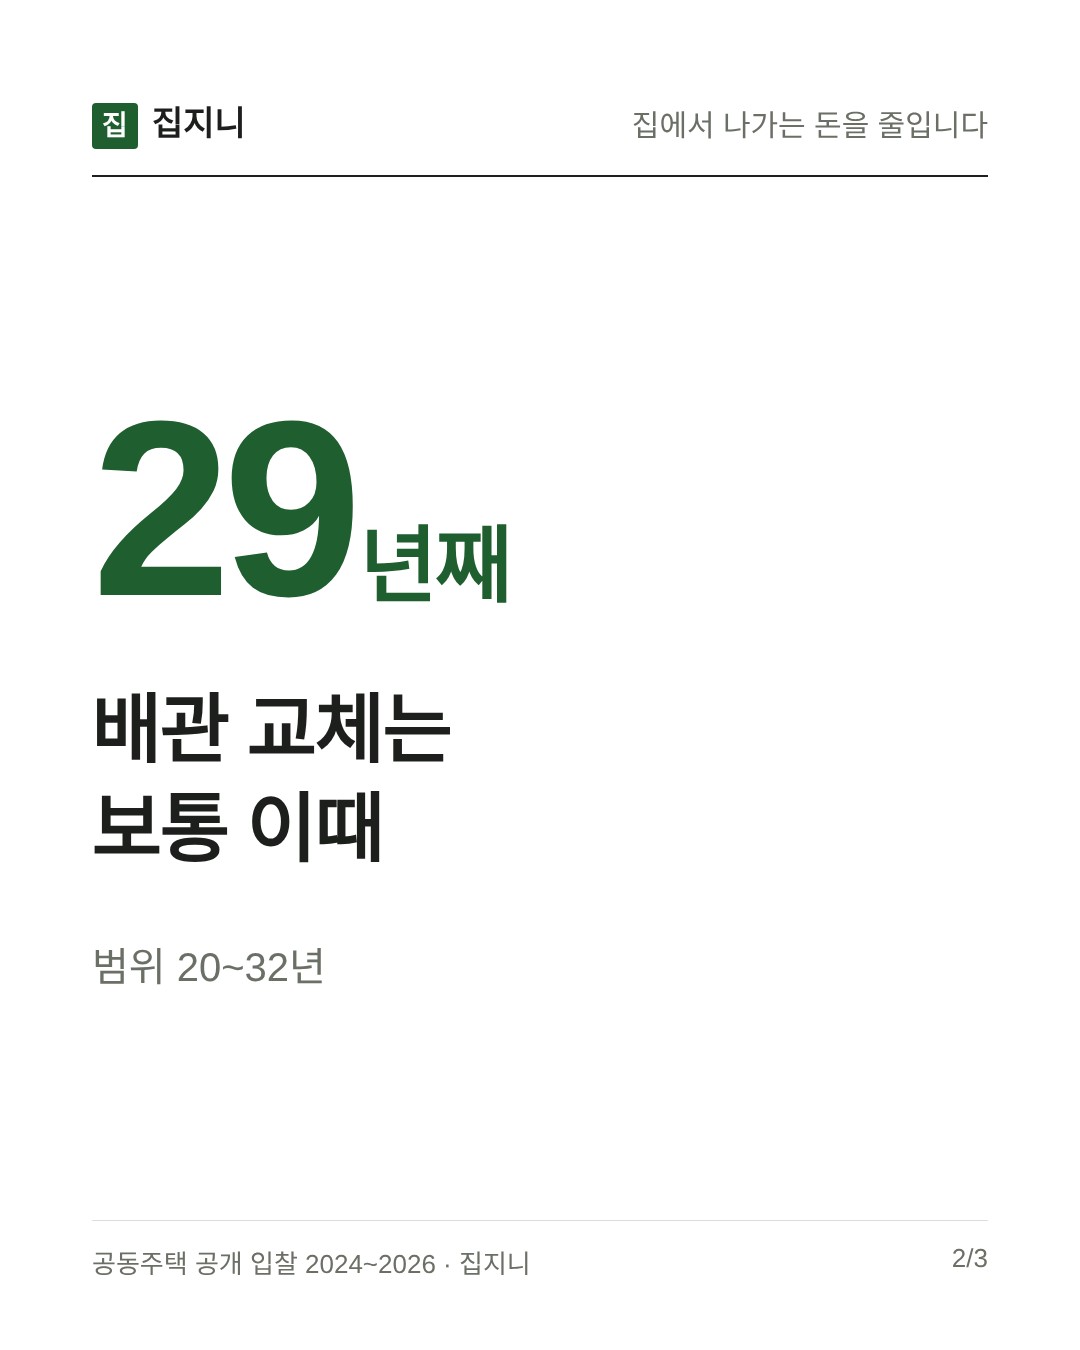 집 집지니
집에서 나가는 돈을 줄입니다
29년째
배관 교체는
보통 이때
범위 20~32년
공동주택 공개 입찰 2024~2026 · 집지니
2/3